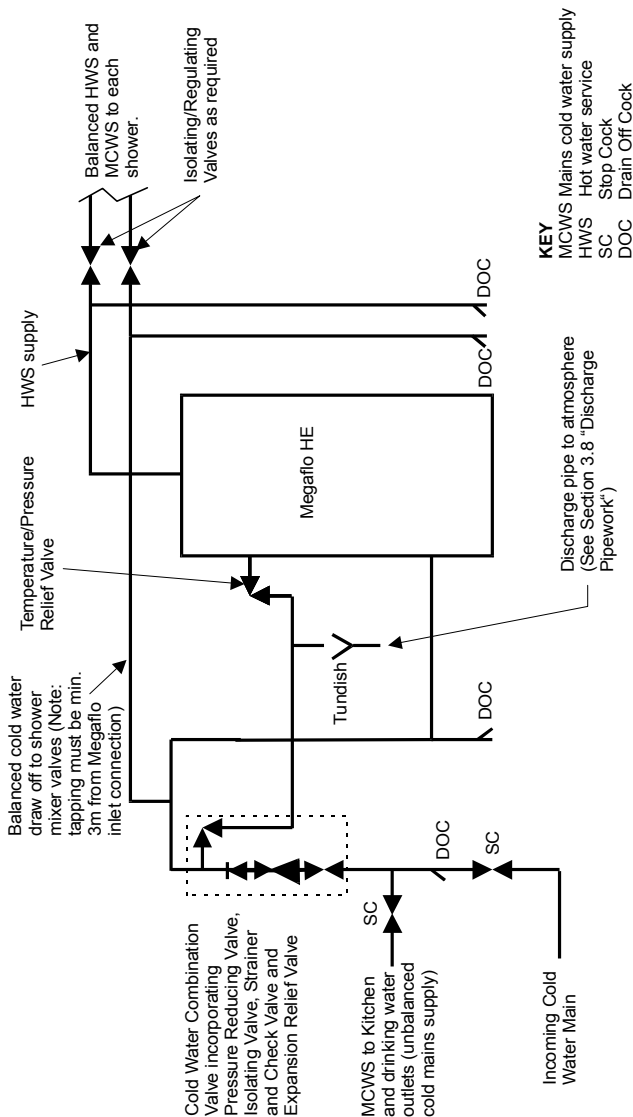 Balanced cold water
draw off to shower
mixer valves (Note:
tapping must be min.
3m from Megaflo
inlet connection)
Temperature/Pressure
Relief Valve
HWS supply
Balanced HWS and
MCWS to each
shower.
Isolating/Regulating
Valves as required
Cold Water Combination
Valve incorporating
Pressure Reducing Valve,
Isolating Valve, Strainer
and Check Valve and
Expansion Relief Valve
Megaflo HE
Tundish
MCWS to Kitchen
and drinking water
outlets (unbalanced
cold mains supply)
SC
DOC
SC
DOC
DOC
DOC
Incoming Cold
Water Main
Discharge pipe to atmosphere
(See Section 3.8 “Discharge
Pipework“)
KEY
MCWS Mains cold water supply
HWS Hot water service
SC Stop Cock
DOC Drain Off Cock